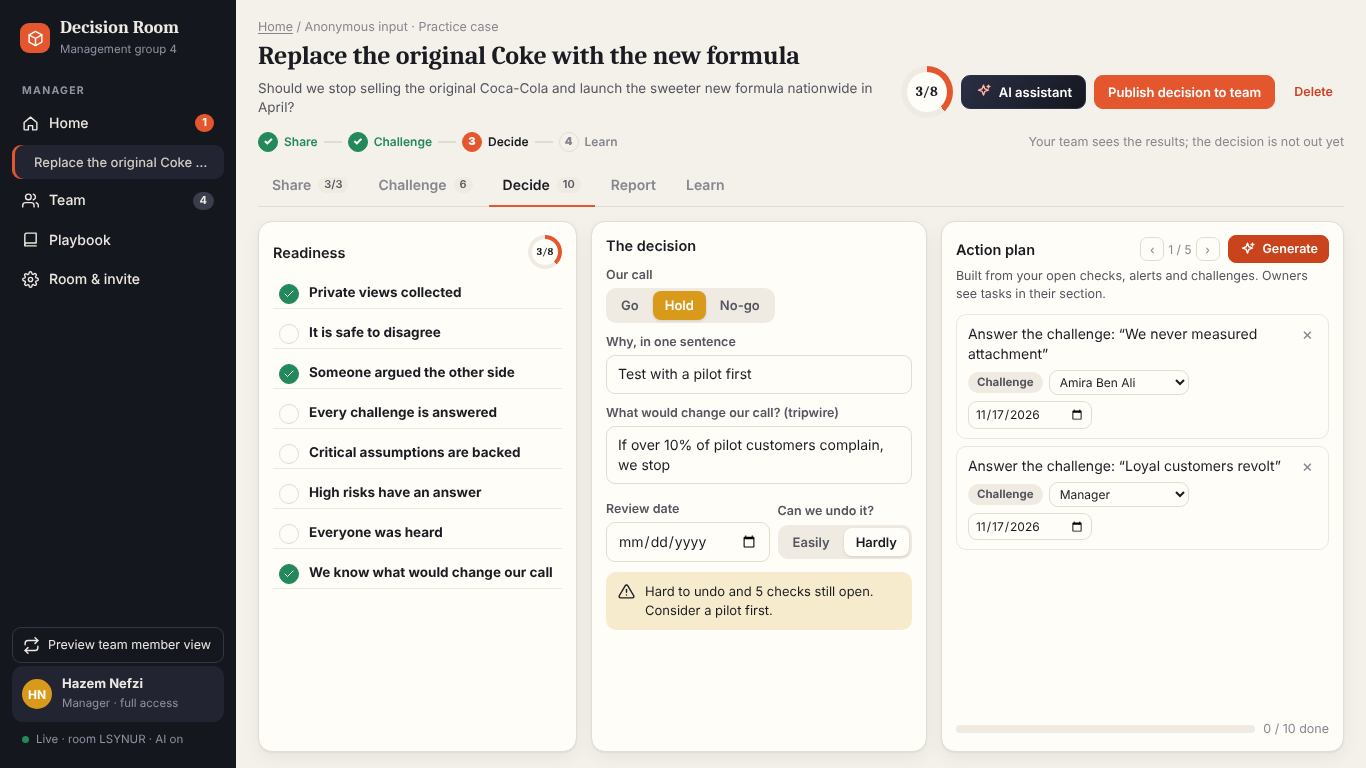 Decision Room
Management group 4
MANAGER
Home 1
Replace the original Coke ...
Team 4
Playbook
Room & invite
Preview team member view
HN
Hazem Nefzi
Manager · full access
Live · room LSYNUR · AI on
Home / Anonymous input · Practice case
Replace the original Coke with the new formula
Should we stop selling the original Coca-Cola and launch the sweeter new formula nationwide in
April?
3/8
AI assistant
Publish decision to team
Delete
Share
Challenge
3 Decide
4 Learn
Your team sees the results; the decision is not out yet
Share 3/3
Challenge 6
Decide 10
Report
Learn
Readiness
3/8
Private views collected
It is safe to disagree
Someone argued the other side
Every challenge is answered
Critical assumptions are backed
High risks have an answer
Everyone was heard
We know what would change our call
The decision
Our call
Go Hold No-go
Why, in one sentence
Test with a pilot first
What would change our call? (tripwire)
If over 10% of pilot customers complain,
we stop
Review date
mm/dd/yyyy
Can we undo it?
Easily Hardly
Hard to undo and 5 checks still open.
Consider a pilot first.
Action plan
‹ 1 / 5 ›
Generate
Built from your open checks, alerts and challenges. Owners
see tasks in their section.
Answer the challenge: “We never measured
attachment” ×
Challenge Amira Ben Ali
11/17/2026
Answer the challenge: “Loyal customers revolt” ×
Challenge Manager
11/17/2026
0 / 10 done